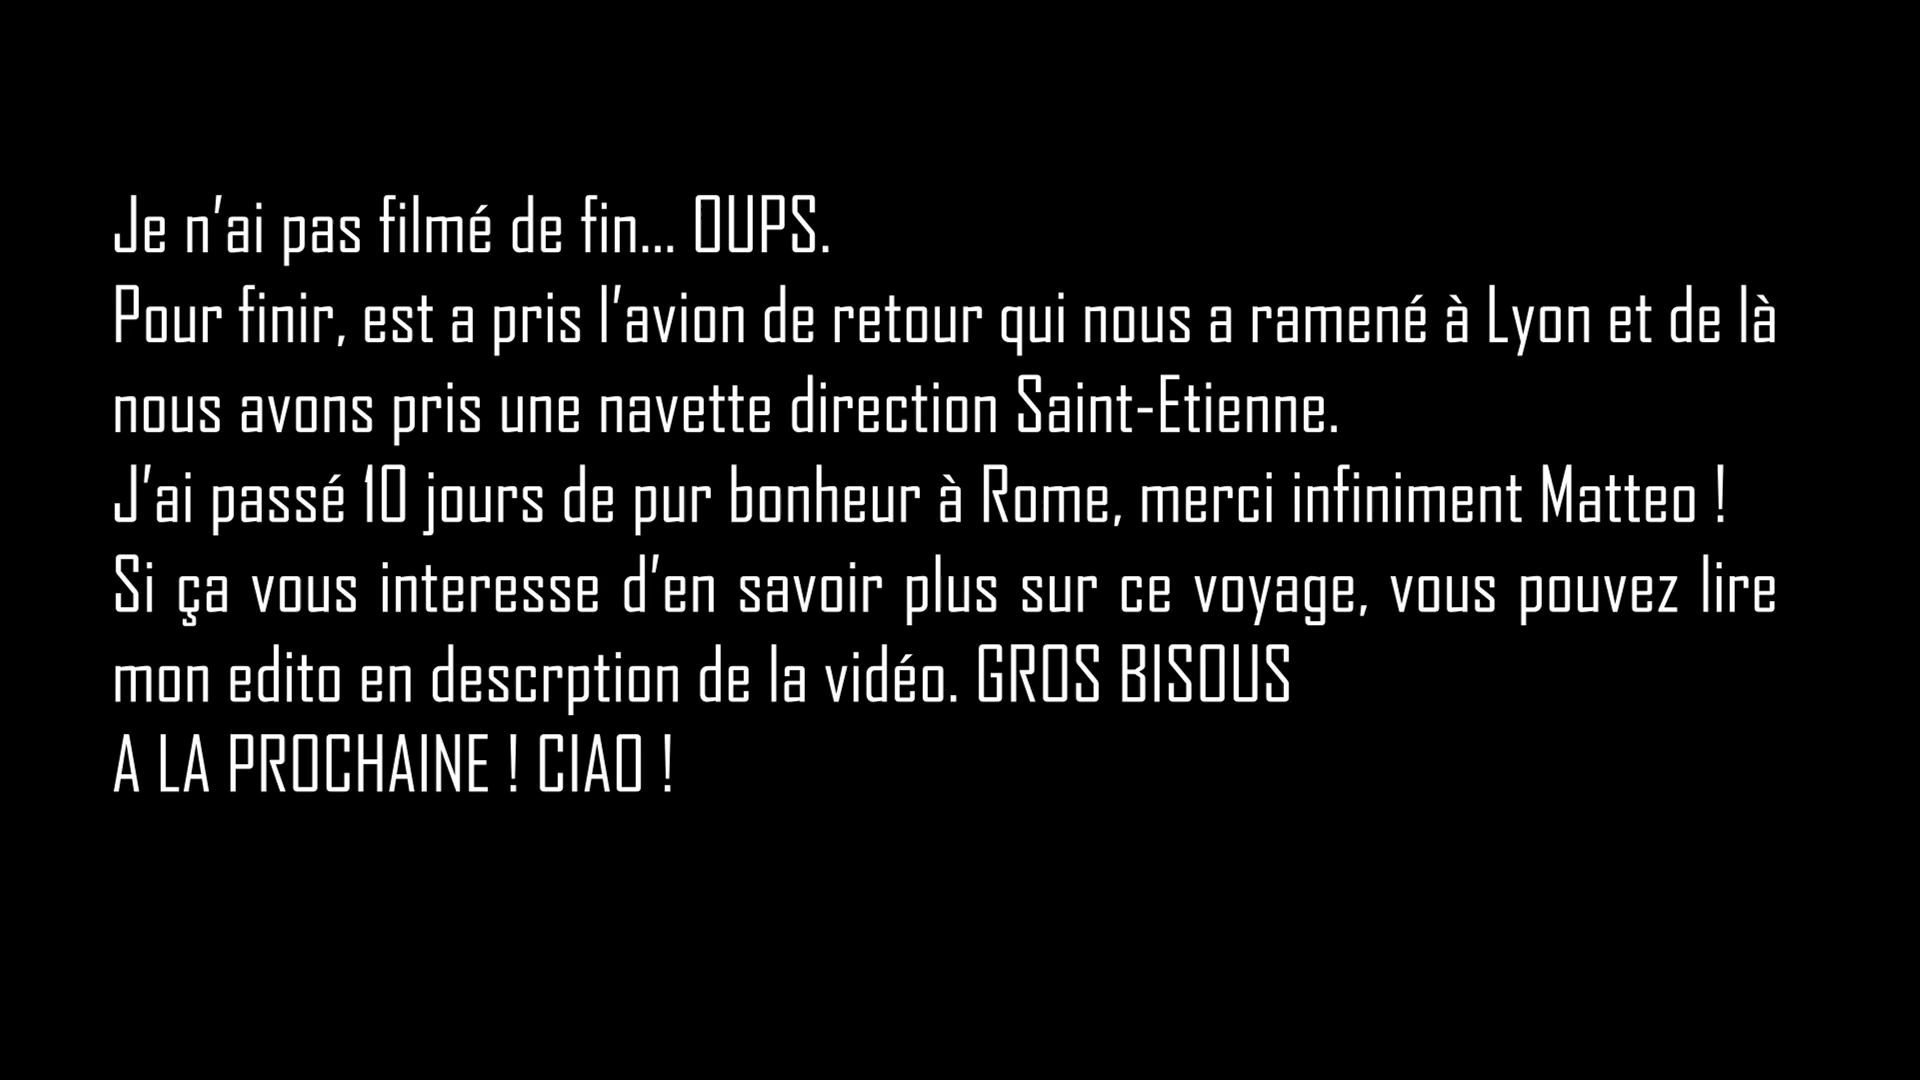 Je n’ai pas filmé de fin... OUPS.
Pour finir, est a pris l’avion de retour qui nous a ramené à Lyon et de là
nous avons pris une navette direction Saint-Etienne.
J’ai passé 10 jours de pur bonheur à Rome, merci infiniment Matteo !
Si ça vous interesse d’en savoir plus sur ce voyage, vous pouvez lire
mon edito en descrption de la vidéo. GROS BISOUS
A LA PROCHAINE ! CIAO !